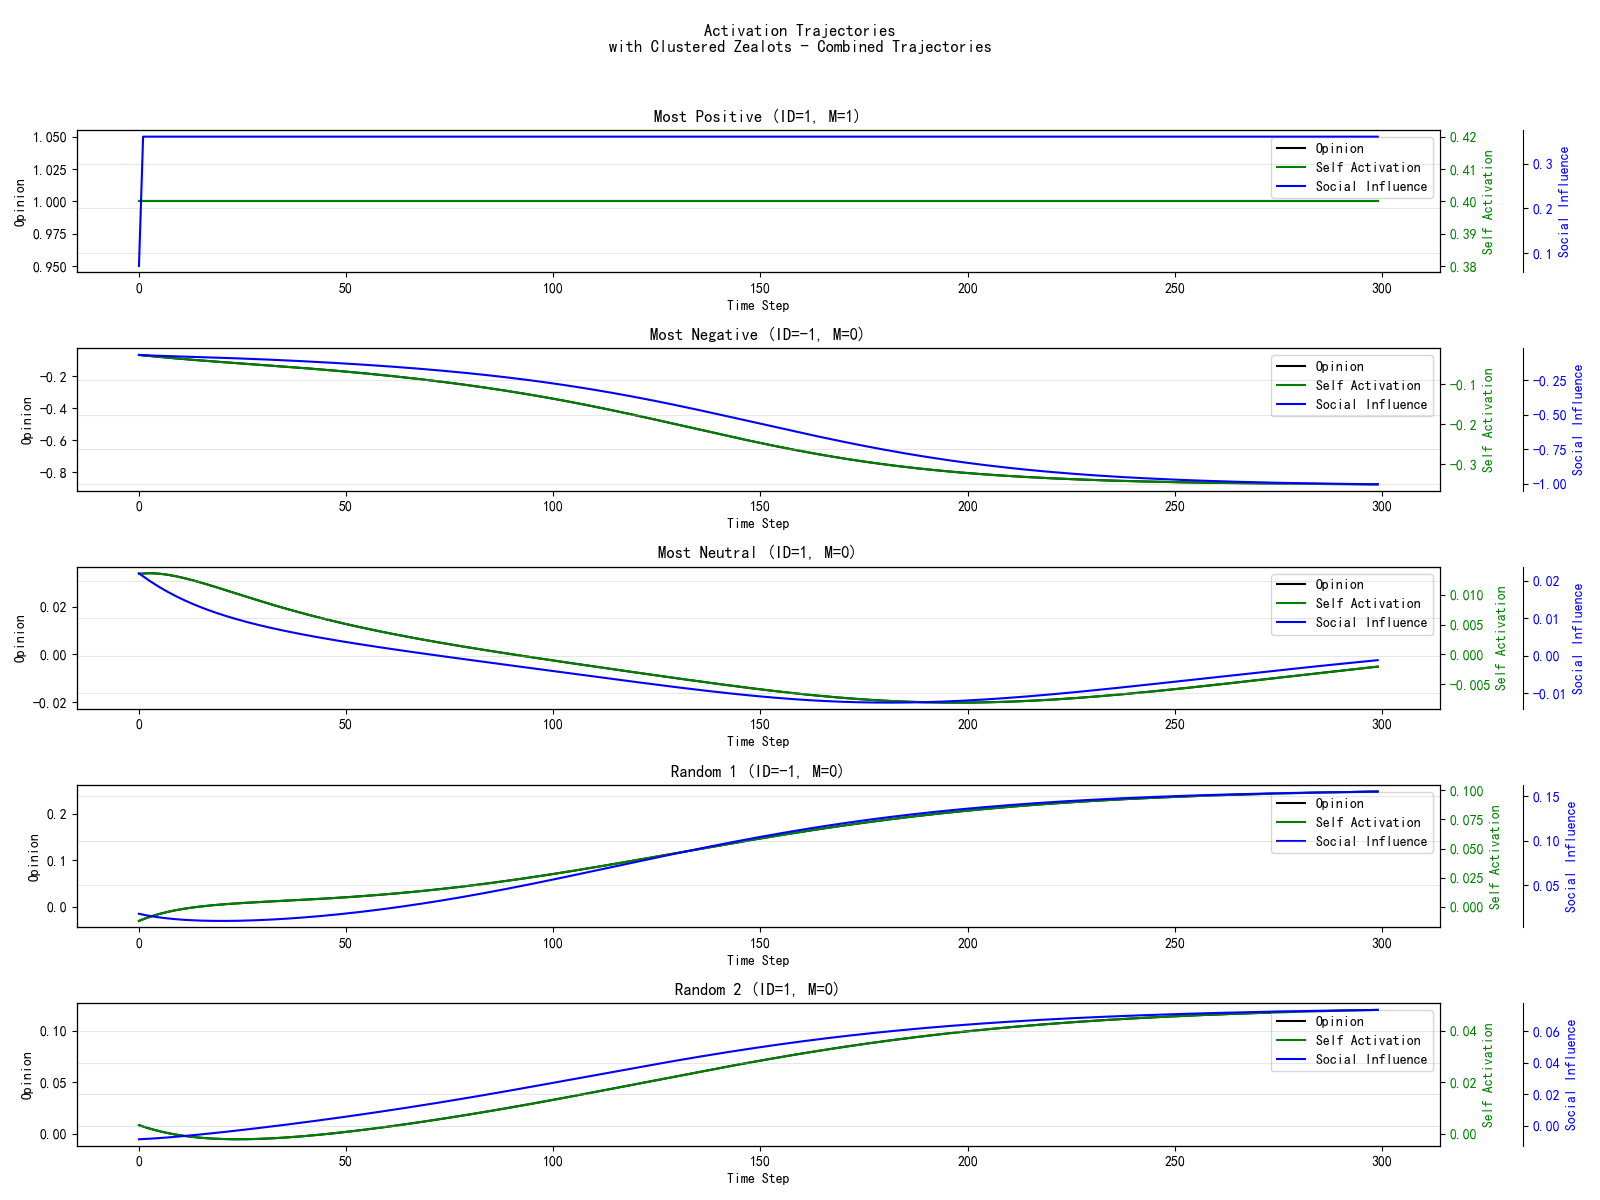 Activation Trajectories
with Clustered Zealots - Combined Trajectories
Most Positive (ID=1, M=1)
Opinion
1.050
1.025
1.000
0.975
0.950
0
50
100
150
200
250
300
Time Step
Opinion
Self Activation
Social Influence
0.42
0.41
0.40
0.39
0.38
Self Activation
0.3
0.2
0.1
Social Influence
Most Negative (ID=-1, M=0)
Opinion
-0.2
-0.4
-0.6
-0.8
0
50
100
150
200
250
300
Time Step
Opinion
Self Activation
Social Influence
-0.1
-0.2
-0.3
Self Activation
-0.25
-0.50
-0.75
-1.00
Social Influence
Most Neutral (ID=1, M=0)
Opinion
0.02
0.00
-0.02
0
50
100
150
200
250
300
Time Step
Opinion
Self Activation
Social Influence
0.010
0.005
0.000
-0.005
Self Activation
0.02
0.01
0.00
-0.01
Social Influence
Random 1 (ID=-1, M=0)
Opinion
0.2
0.1
0.0
0
50
100
150
200
250
300
Time Step
Opinion
Self Activation
Social Influence
0.100
0.075
0.050
0.025
0.000
Self Activation
0.15
0.10
0.05
Social Influence
Random 2 (ID=1, M=0)
Opinion
0.10
0.05
0.00
0
50
100
150
200
250
300
Time Step
Opinion
Self Activation
Social Influence
0.04
0.02
0.00
Self Activation
0.06
0.04
0.02
0.00
Social Influence